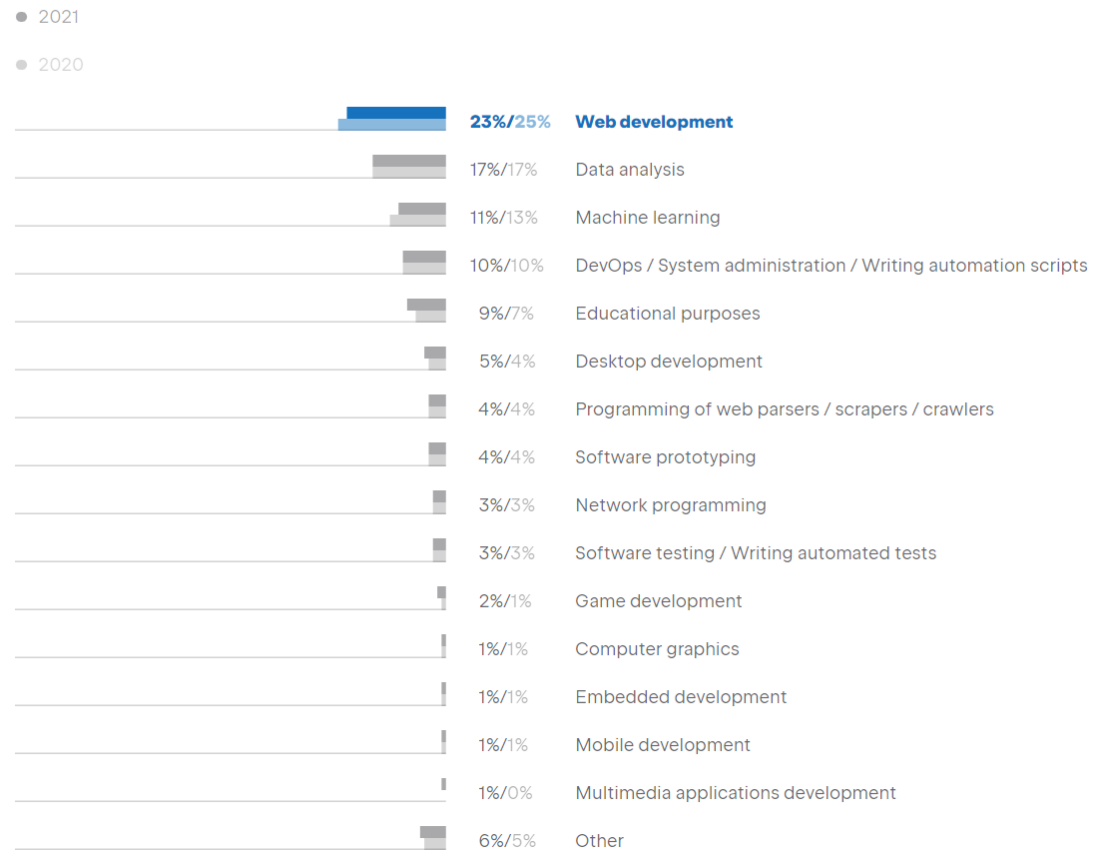 2021
2020
23%/25% Web development
17%/17% Data analysis
11%/13% Machine learning
10%/10% DevOps / System administration / Writing automation scripts
9%/7% Educational purposes
5%/4% Desktop development
4%/4% Programming of web parsers / scrapers / crawlers
4%/4% Software prototyping
3%/3% Network programming
3%/3% Software testing / Writing automated tests
2%/1% Game development
1%/1% Computer graphics
1%/1% Embedded development
1%/1% Mobile development
1%/0% Multimedia applications development
6%/5% Other